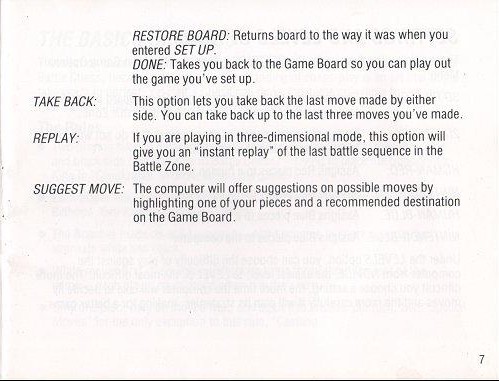 RESTORE BOARD: Returns board to the way it was when you
entered SET UP.
DONE: Takes you back to the Game Board so you can play out
the game you've set up.
TAKE BACK: This option lets you take back the last move made by either
side. You can take back up to the last three moves you've made.
REPLAY: If you are playing in three-dimensional mode, this option will
give you an "instant replay" of the last battle sequence in the
Battle Zone.
SUGGEST MOVE: The computer will offer suggestions on possible moves by
highlighting one of your pieces and a recommended destination
on the Game Board.
7